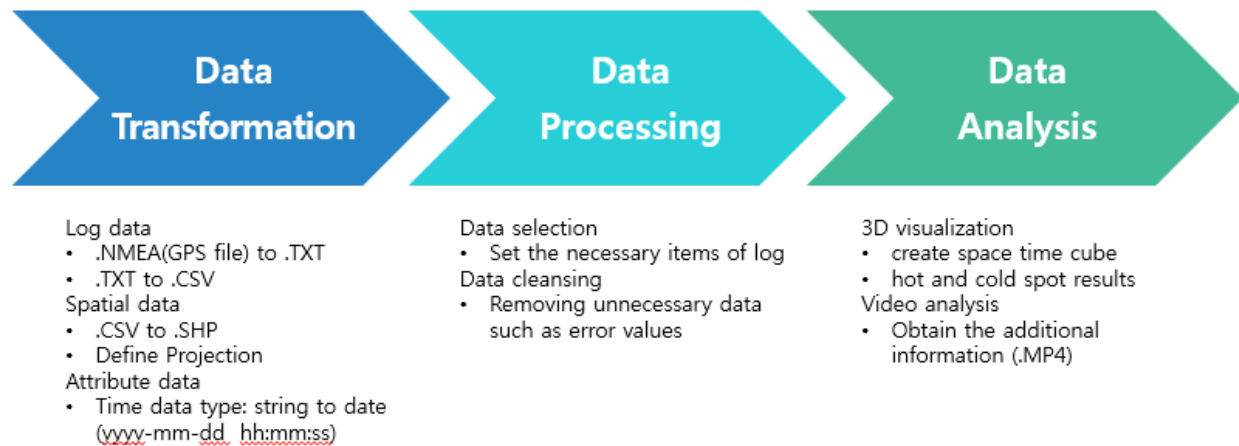 Data
Transformation
Data
Processing
Data
Analysis
Log data
• .NMEA(GPS file) to .TXT
• .TXT to .CSV
Spatial data
• .CSV to .SHP
• Define Projection
Attribute data
• Time data type: string to date
(yyyy-mm-dd hh:mm:ss)
Data selection
• Set the necessary items of log
Data cleansing
• Removing unnecessary data
such as error values
3D visualization
• create space time cube
• hot and cold spot results
Video analysis
• Obtain the additional
information (.MP4)